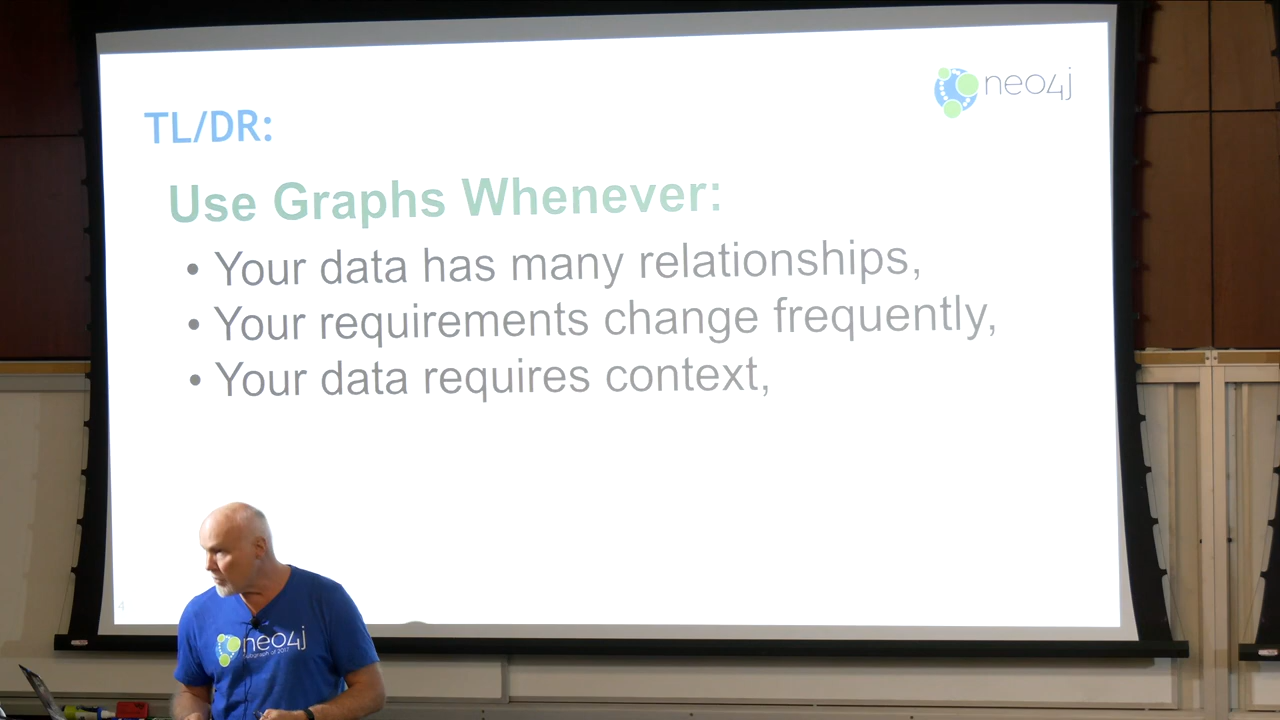 neo4j
TL/DR:
Use Graphs Whenever:
• Your data has many relationships,
• Your requirements change frequently,
• Your data requires context,
4
neo4j